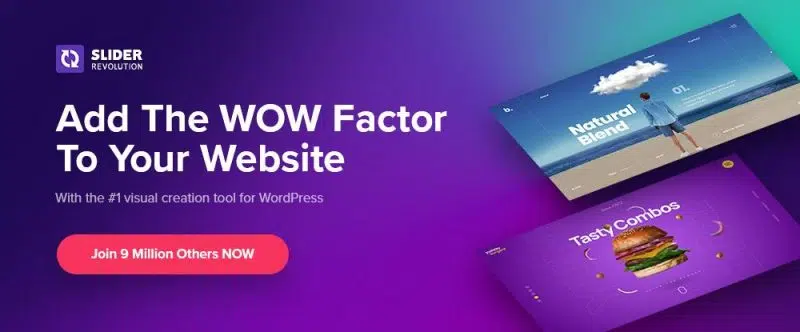 SLIDER
REVOLUTION
Add The WOW Factor
To Your Website
With the #1 visual creation tool for WordPress
Join 9 Million Others NOW
b.
01.
Natural
Blend
Tasty Combos